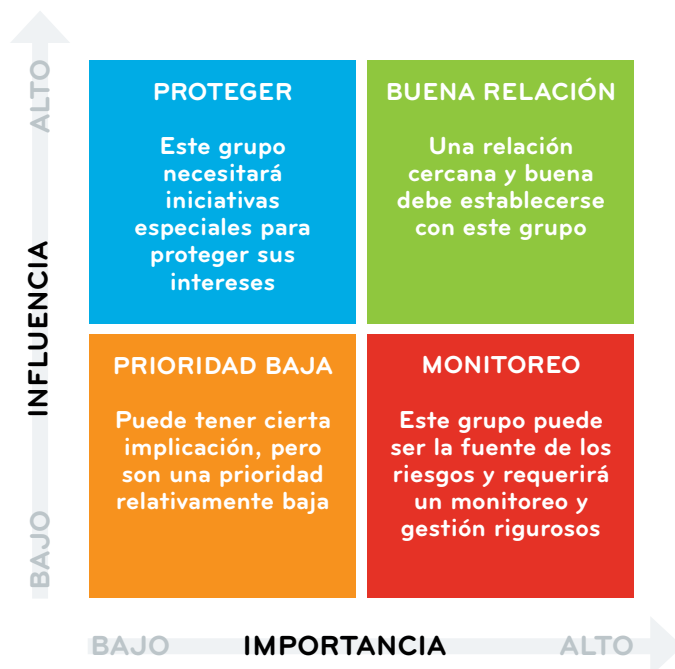 ALTO
INFLUENCIA
BAJO
PROTEGER
Este grupo
necesitará
iniciativas
especiales para
proteger sus
intereses
BUENA RELACIÓN
Una relación
cercana y buena
debe establecerse
con este grupo
PRIORIDAD BAJA
Puede tener cierta
implicación, pero
son una prioridad
relativamente baja
MONITOREO
Este grupo puede
ser la fuente de los
riesgos y requerirá
un monitoreo y
gestión rigurosos
BAJO
IMPORTANCIA
ALTO